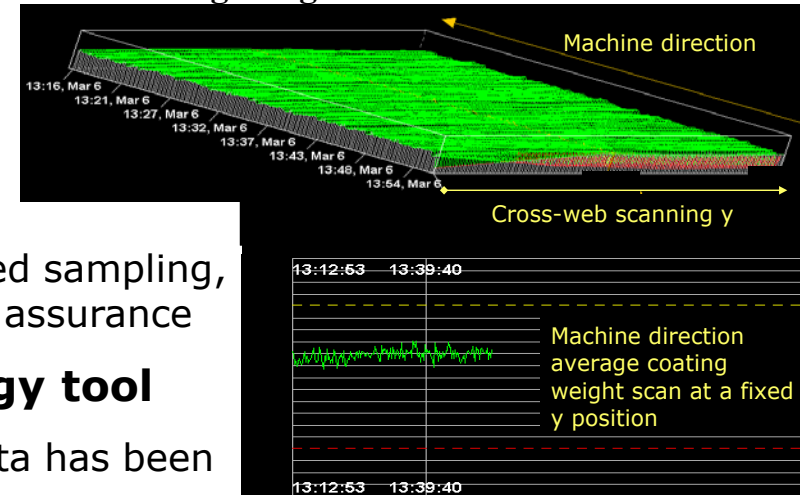 Machine direction
13:16, Mar 6
13:21, Mar 6
13:27, Mar 6
13:32, Mar 6
13:37, Mar 6
13:43, Mar 6
13:48, Mar 6
13:54, Mar 6
Cross-web scanning y
ed sampling,
assurance
gy tool
ta has been
13:12:53 13:39:40
Machine direction
average coating
weight scan at a fixed
y position
13:12:53 13:39:40